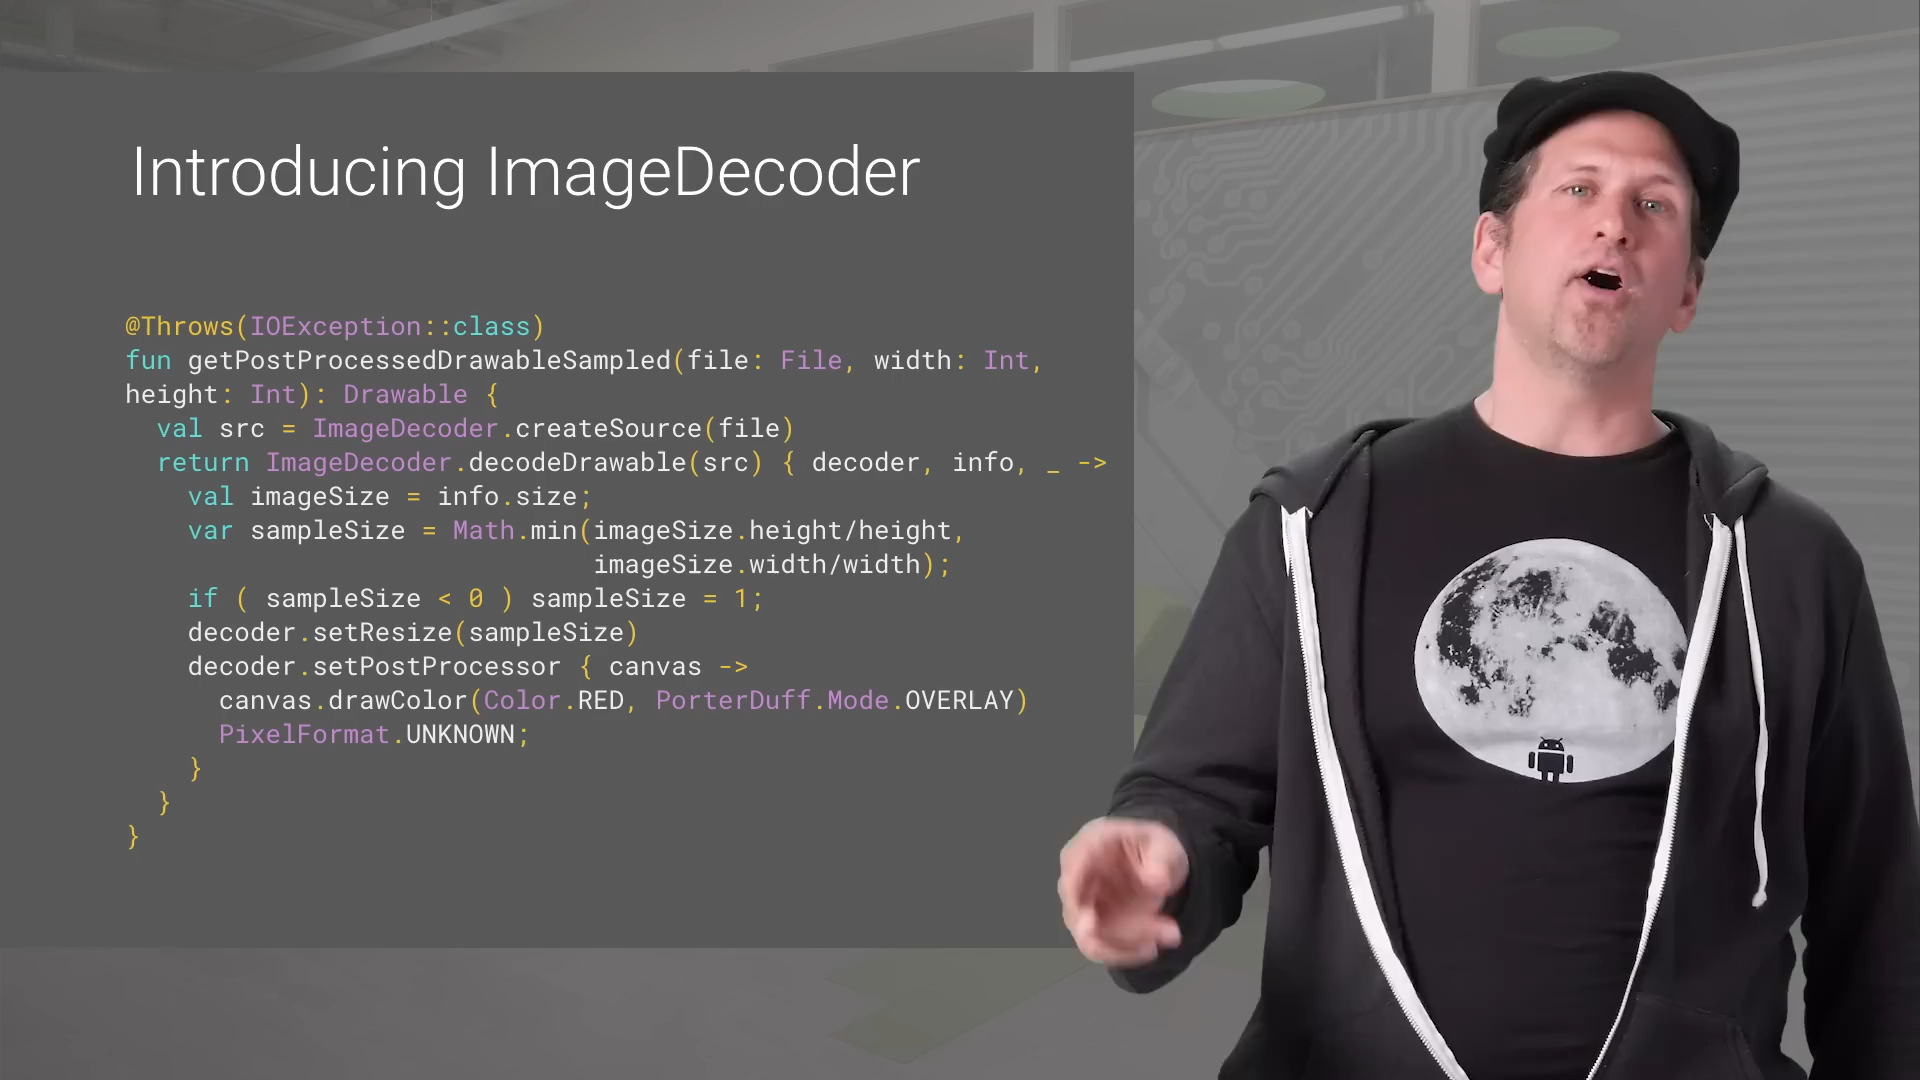 Introducing ImageDecoder
@Throws(IOException::class)
fun getPostProcessedDrawableSampled(file: File, width: Int,
height: Int): Drawable {
  val src = ImageDecoder.createSource(file)
  return ImageDecoder.decodeDrawable(src) { decoder, info, _ ->
    val imageSize = info.size;
    var sampleSize = Math.min(imageSize.height/height,
                              imageSize.width/width);
    if ( sampleSize < 0 ) sampleSize = 1;
    decoder.setResize(sampleSize)
    decoder.setPostProcessor { canvas ->
      canvas.drawColor(Color.RED, PorterDuff.Mode.OVERLAY)
      PixelFormat.UNKNOWN;
    }
  }
}